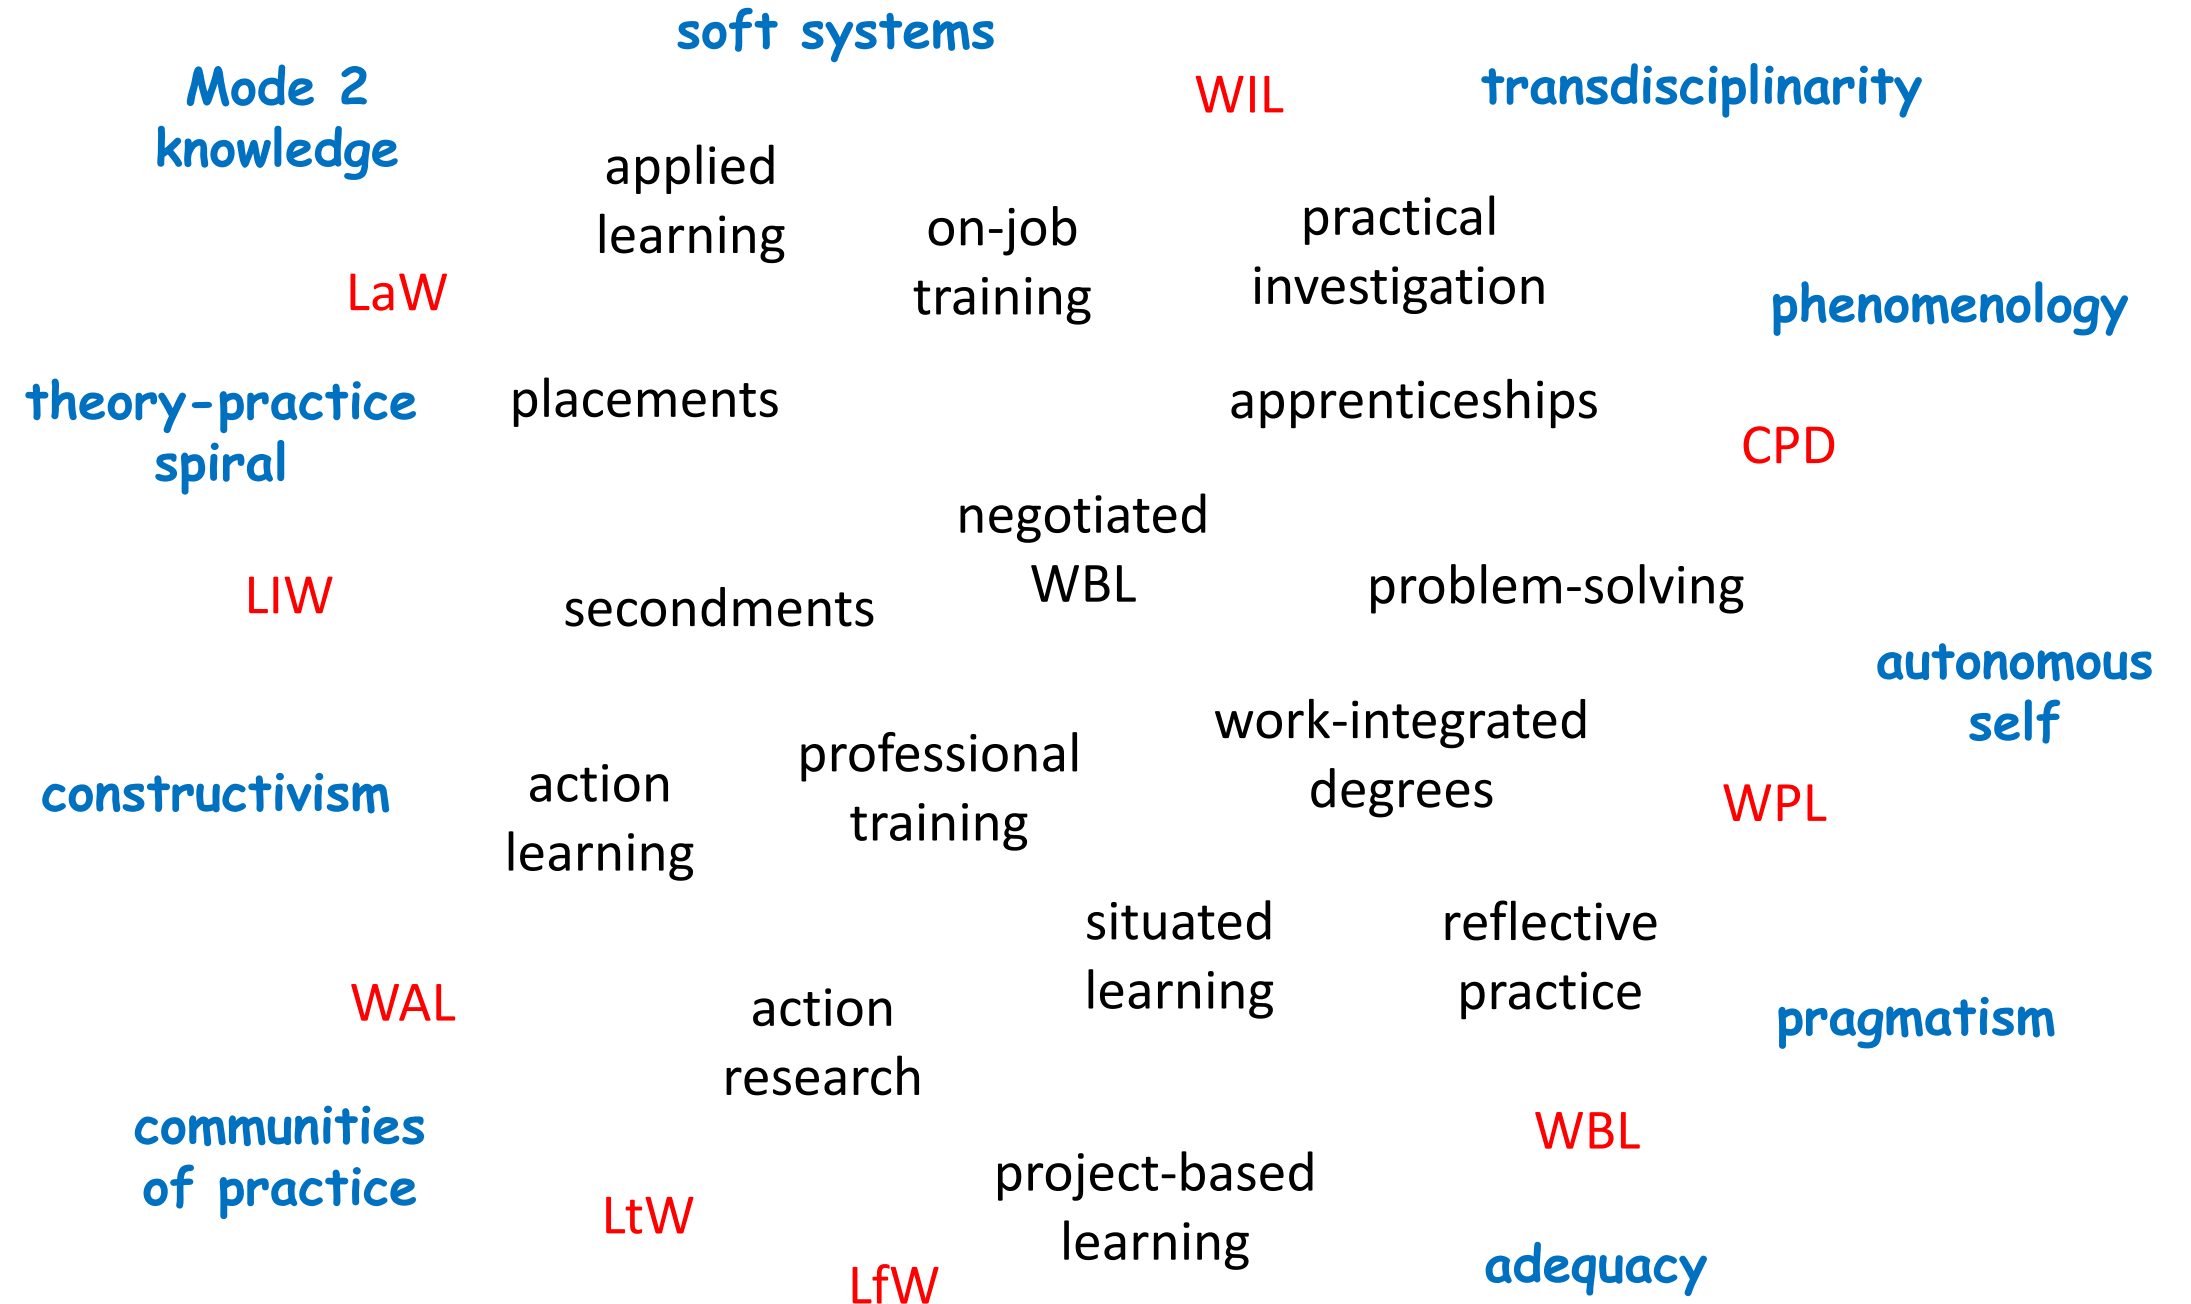 soft systems
Mode 2
knowledge
WIL
transdisciplinarity
applied
learning
on-job
training
practical
investigation
LaW
phenomenology
theory-practice
spiral
placements
apprenticeships
CPD
negotiated
WBL
LIW
secondments
problem-solving
autonomous
self
constructivism
action
learning
professional
training
work-integrated
degrees
WPL
situated
learning
reflective
practice
WAL
action
research
pragmatism
communities
of practice
WBL
LtW
project-based
learning
LfW
adequacy